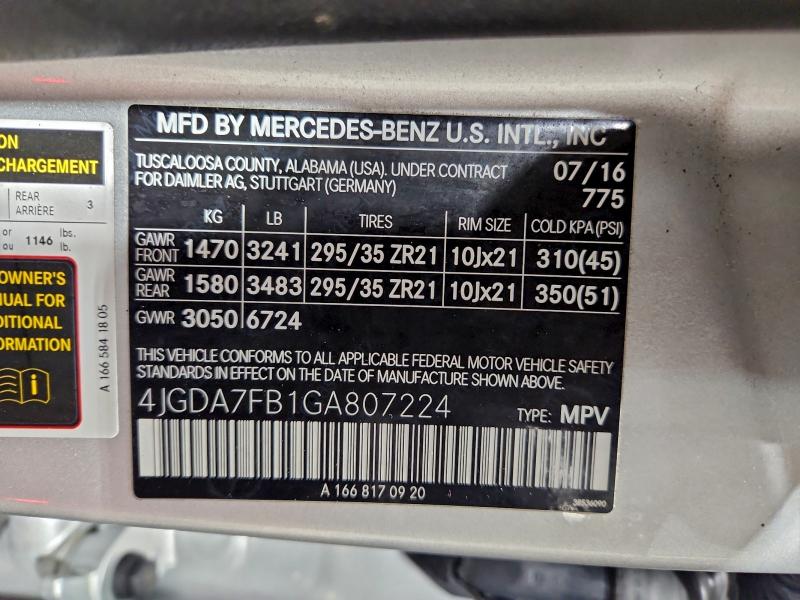 ON
CHARGEMENT
REAR
ARRIÈRE 3
or
ou 1146 lbs.
lb.
OWNER'S
UAL FOR
DITIONAL
ORMATION
i
A 166 584 18 05
MFD BY MERCEDES-BENZ U.S. INTL., INC
TUSCALOOSA COUNTY, ALABAMA (USA). UNDER CONTRACT 07/16
FOR DAIMLER AG, STUTTGART (GERMANY) 775
KG LB TIRES RIM SIZE COLD KPA (PSI)
GAWR FRONT 1470 3241 295/35 ZR21 10Jx21 310(45)
GAWR REAR 1580 3483 295/35 ZR21 10Jx21 350(51)
GVWR 3050 6724
THIS VEHICLE CONFORMS TO ALL APPLICABLE FEDERAL MOTOR VEHICLE SAFETY
STANDARDS IN EFFECT ON THE DATE OF MANUFACTURE SHOWN ABOVE.
4JGDA7FB1GA807224 TYPE: MPV
A 166 817 09 20